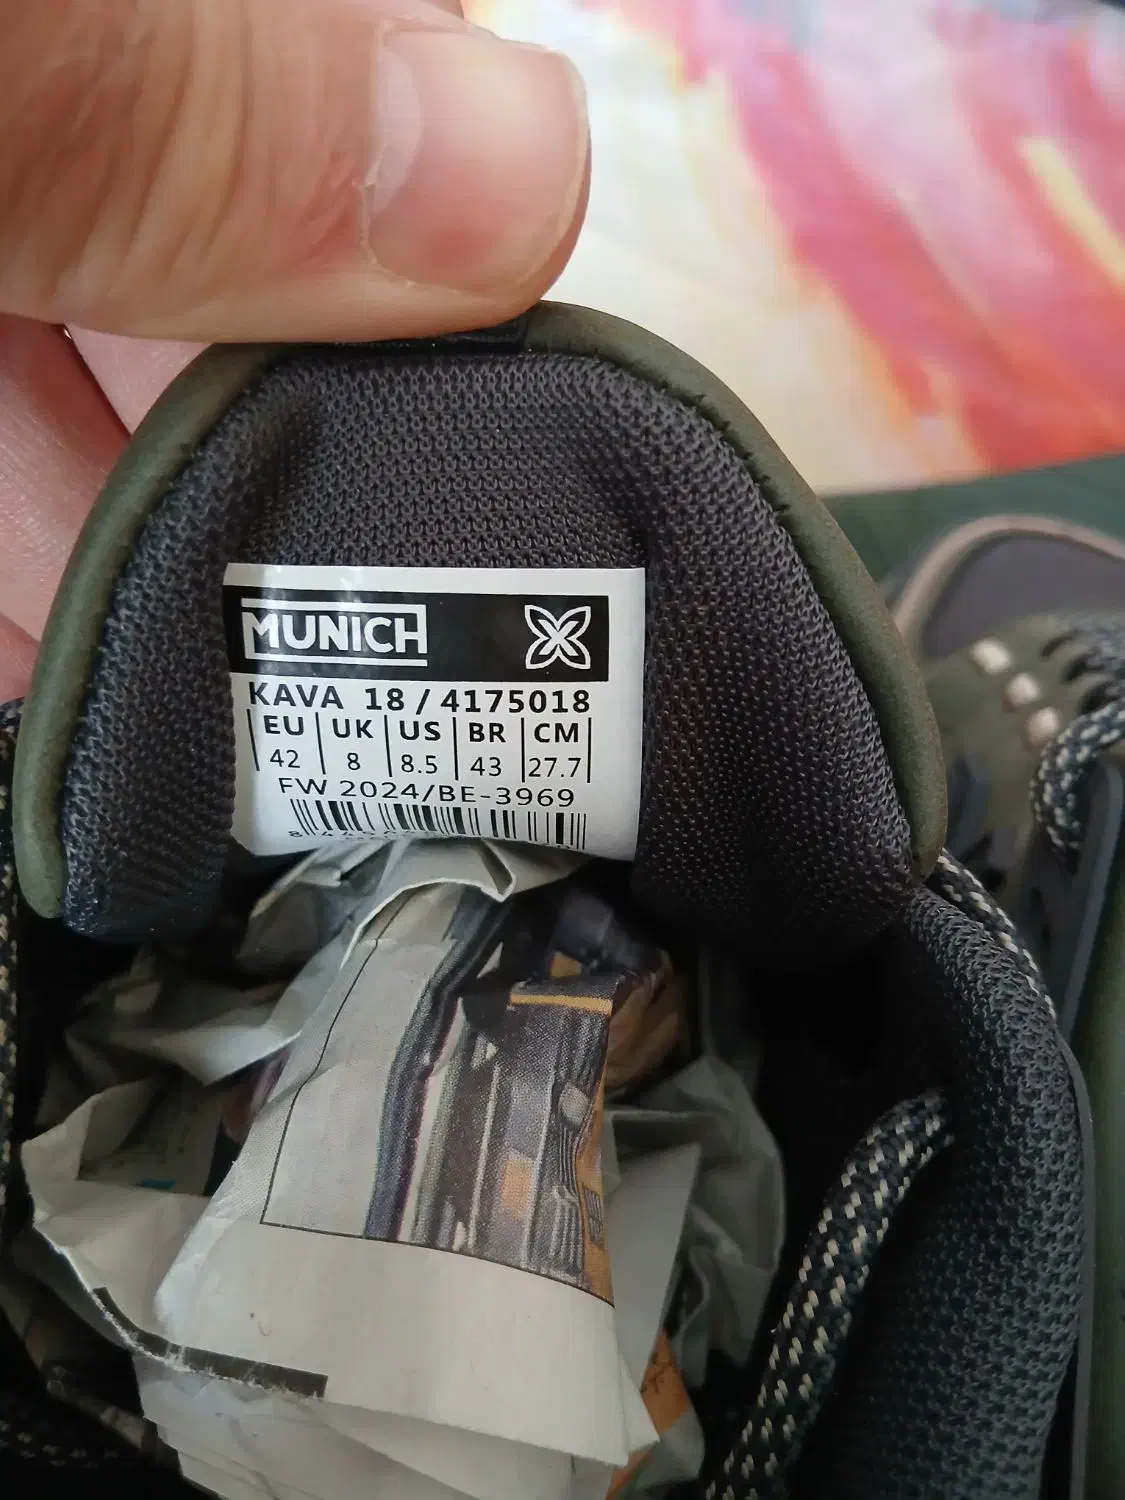 MUNICH
KAVA 18 / 4175018
EU UK US BR CM
42 8 8.5 43 27.7
FW 2024/BE-3969